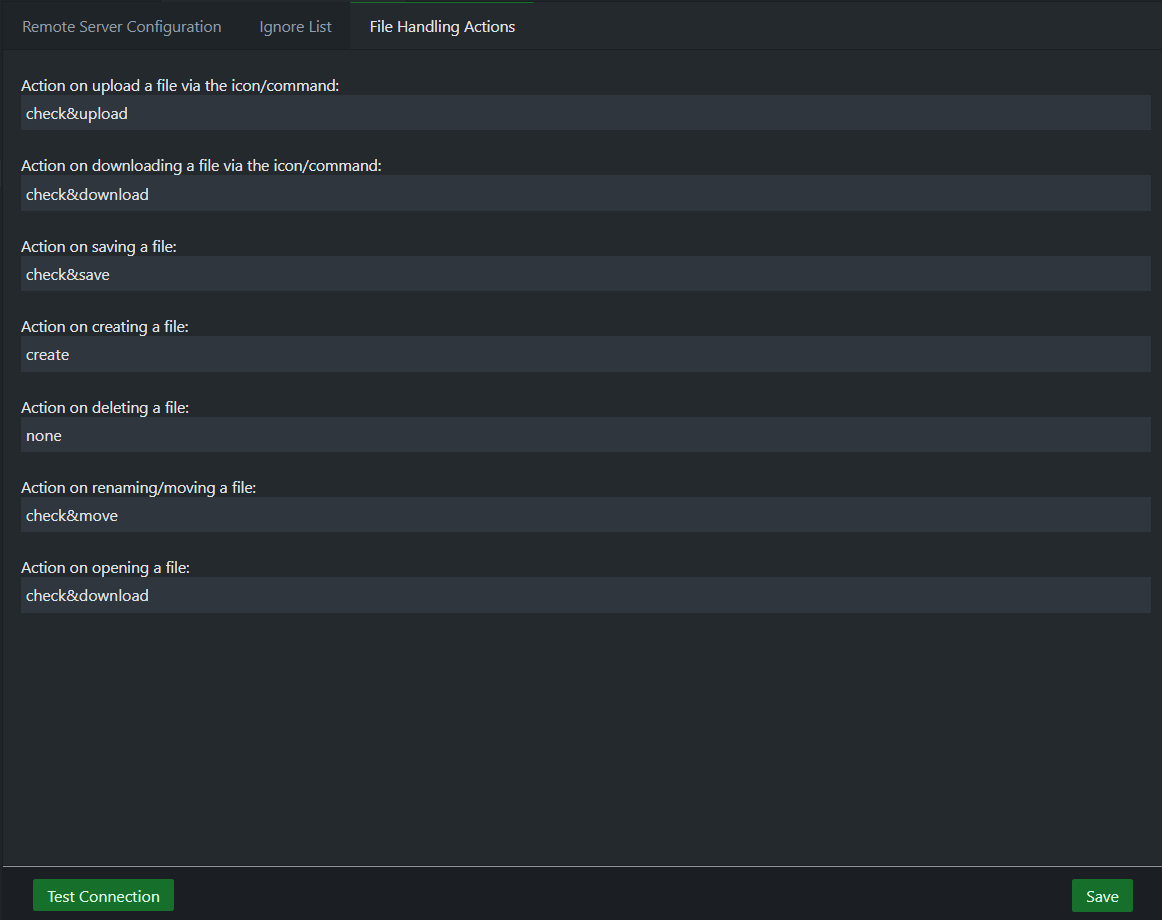 Remote Server Configuration Ignore List File Handling Actions
Action on upload a file via the icon/command:
check&upload
Action on downloading a file via the icon/command:
check&download
Action on saving a file:
check&save
Action on creating a file:
create
Action on deleting a file:
none
Action on renaming/moving a file:
check&move
Action on opening a file:
check&download
Test Connection Save